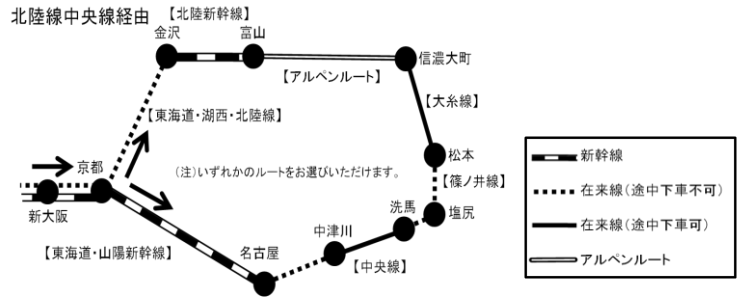 北陸線中央線経由
【北陸新幹線】
金沢
富山
信濃大町
【アルペンルート】
【大糸線】
【東海道・湖西・北陸線】
松本
京都
(注)いずれかのルートをお選びいただけます。
【篠ノ井線】
洗馬
塩尻
新大阪
中津川
名古屋
【中央線】
【東海道・山陽新幹線】
新幹線
在来線(途中下車不可)
在来線(途中下車可)
アルペンルート